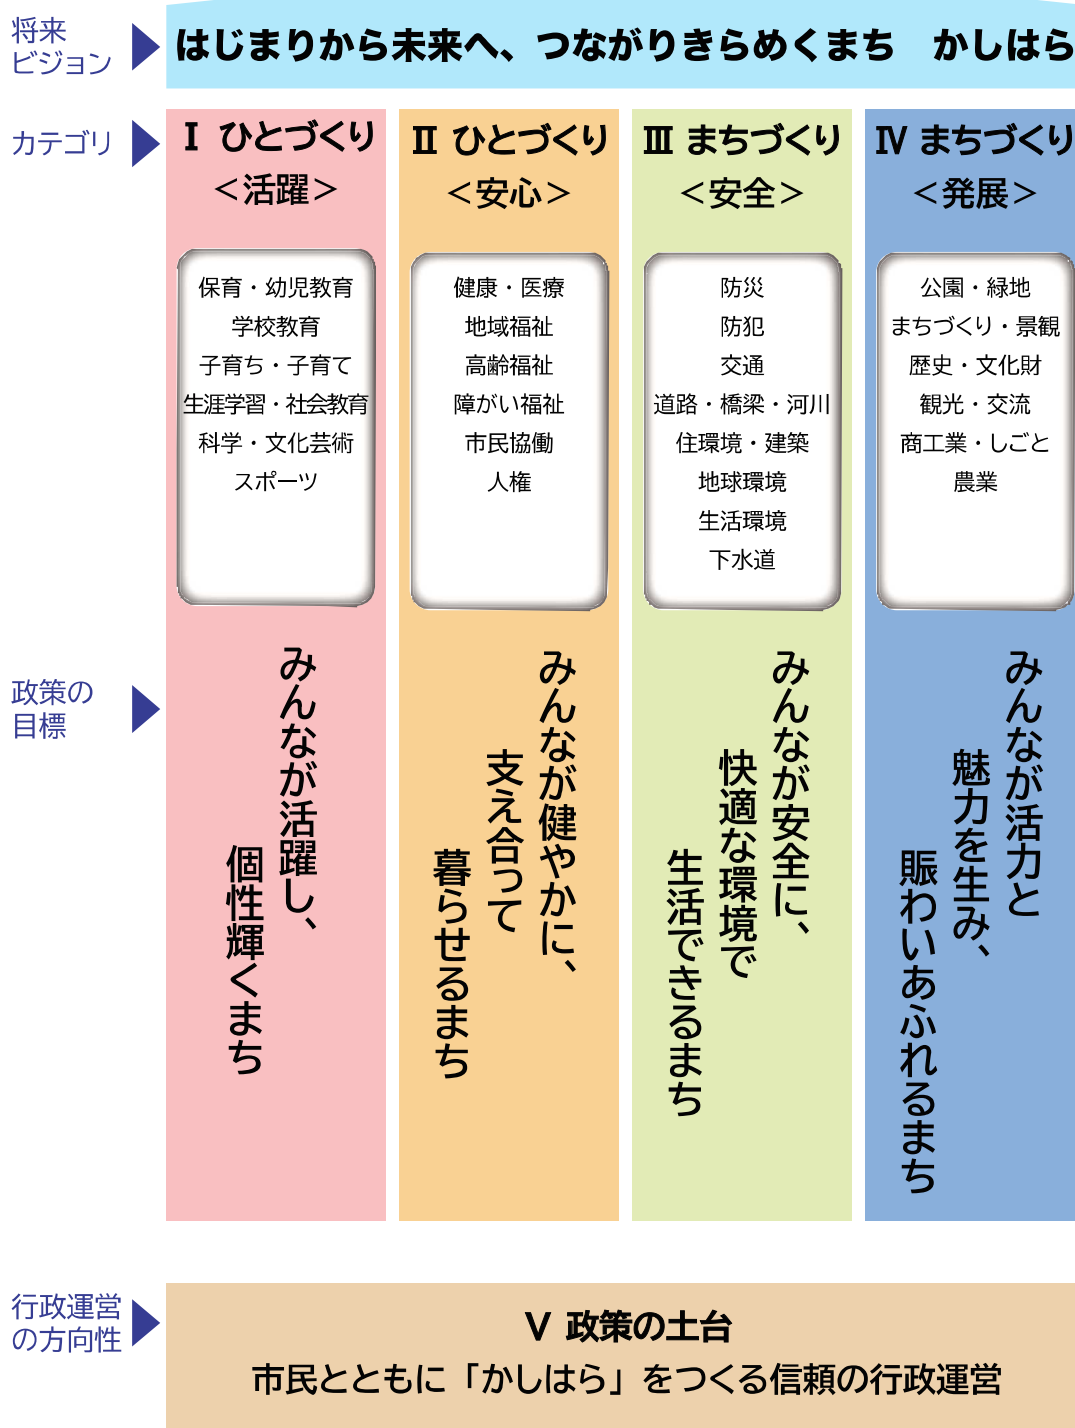 将来
ビジョン
はじまりから未来へ、つながりきらめくまち　かしはら
カテゴリ
Ⅰ ひとづくり
＜活躍＞
保育・幼児教育
学校教育
子育ち・子育て
生涯学習・社会教育
科学・文化芸術
スポーツ
Ⅱ ひとづくり
＜安心＞
健康・医療
地域福祉
高齢福祉
障がい福祉
市民協働
人権
Ⅲ まちづくり
＜安全＞
防災
防犯
交通
道路・橋梁・河川
住環境・建築
地球環境
生活環境
下水道
Ⅳ まちづくり
＜発展＞
公園・緑地
まちづくり・景観
歴史・文化財
観光・交流
商工業・しごと
農業
政策の
目標
みんなが活躍し、
個性輝くまち
みんなが健やかに、
支え合って
暮らせるまち
みんなが安全に、
快適な環境で
生活できるまち
みんなが活力と
魅力を生み、
賑わいあふれるまち
行政運営
の方向性
Ⅴ 政策の土台
市民とともに「かしはら」をつくる信頼の行政運営